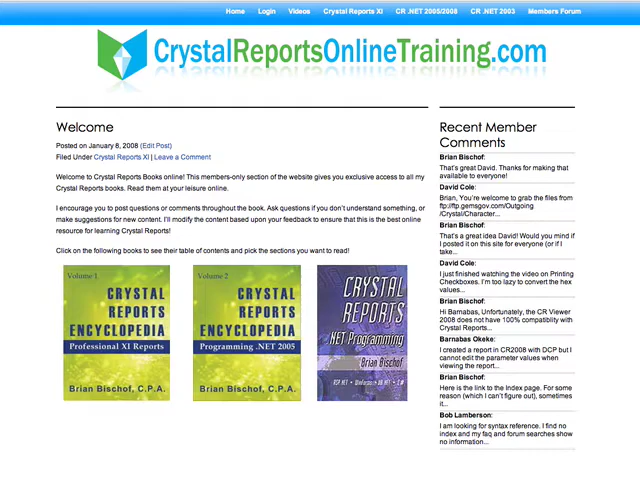 Home Login Videos Crystal Reports XI CR .NET 2005/2008 CR .NET 2003 Members Forum
CrystalReportsOnlineTraining.com
Welcome
Posted on January 8, 2008 (Edit Post)
Filed Under Crystal Reports XI | Leave a Comment
Welcome to Crystal Reports Books online! This members-only section of the website gives you exclusive access to all my
Crystal Reports books. Read them at your leisure online.
I encourage you to post questions or comments throughout the book. Ask questions if you don't understand something, or
make suggestions for new content. I'll modify the content based upon your feedback to ensure that this is the best online
resource for learning Crystal Reports!
Click on the following books to see their table of contents and pick the sections you want to read!
Volume 1
CRYSTAL
REPORTS
ENCYCLOPEDIA
Professional XI Reports
Brian Bischof, C.P.A.
Volume 2
CRYSTAL
REPORTS
ENCYCLOPEDIA
Programming .NET 2005
Brian Bischof, C.P.A.
CRYSTAL
REPORTS
.NET Programming
Brian Bischof
Recent Member
Comments
Brian Bischof:
That's great David. Thanks for making that
available to everyone!
David Cole:
Brian, You're welcome to grab the files from
ftp://ftp.gemsgov.com/Outgoing
/Crystal/Character...
Brian Bischof:
That's a great idea David! Would you mind if
I posted it on this site for everyone (or if I
take...
David Cole:
I just finished watching the video on Printing
Checkboxes. I'm too lazy to convert the hex
values...
Brian Bischof:
Hi Barnabas, Unfortunately, the CR Viewer
2008 does not have 100% compatiblity with
Crystal Reports...
Barnabas Okeke:
I created a report in CR2008 with DCP but I
cannot edit the parameter values when
viewing the report...
Brian Bischof:
Here is the link to the Index page. For some
reason (which I can't figure out), sometimes
it...
Bob Lamberson:
I am looking for syntax reference. I find no
index and my faq and forum searches show
no information...